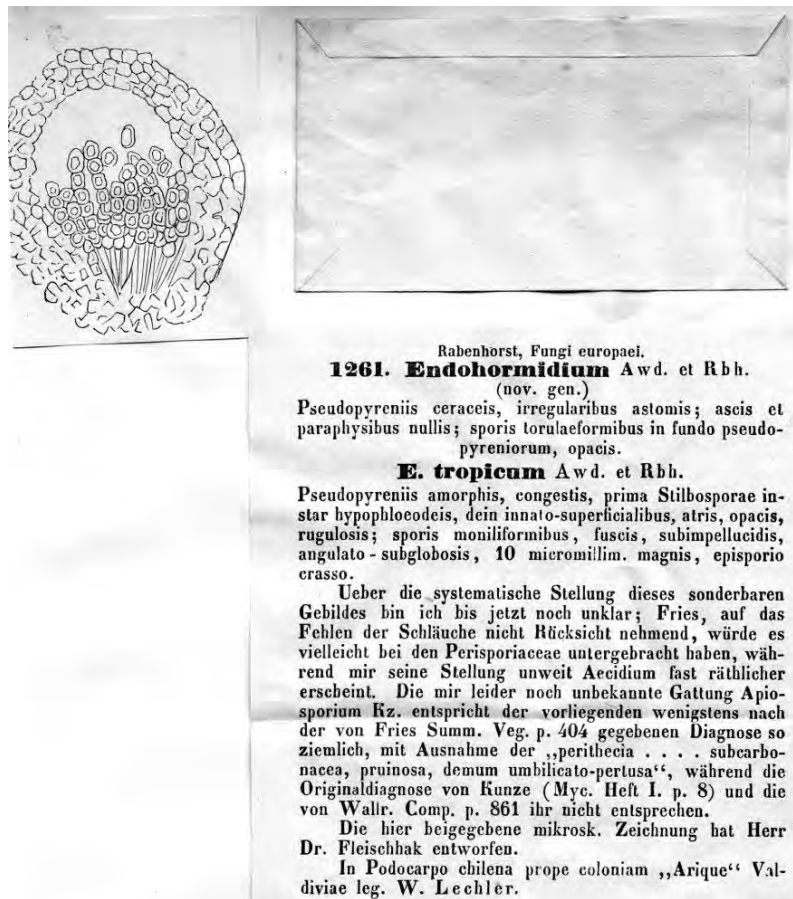 Rabenhorst, Fungi europaei.
1261. Endohormidium Awd. et Rbh.
(nov. gen.)
Pseudopyreniis ceraceis, irregularibus astomis; ascis et
paraphysibus nullis; sporis torulaeformibus in fundo pseudo-
pyreniorum, opacis.
E. tropicum Awd. et Rbh.
Pseudopyreniis amorphis, congestis, prima Stilbosporae in-
star hypophloeodeis, dein innato-superficialibus, atris, opacis,
rugulosis; sporis moniliformibus, fuscis, subimpellucidis,
angulato-subglobosis, 10 micromillim. magnis, episporio
crasso.
Ueber die systematische Stellung dieses sonderbaren
Gebildes bin ich bis jetzt noch unklar; Fries, auf das
Fehlen der Schläuche nicht Rücksicht nehmend, würde es
vielleicht bei den Perisporiaceae untergebracht haben, wäh-
rend mir seine Stellung unweit Aecidium fast räthlicher
erscheint. Die mir leider noch unbekannte Gattung Apio-
sporium Kz. entspricht der vorliegenden wenigstens nach
der von Fries Summ. Veg. p. 404 gegebenen Diagnose so
ziemlich, mit Ausnahme der „perithecia . . . . subcarbo-
nacea, pruinosa, demum umbilicato-pertusa“, während die
Originaldiagnose von Kunze (Myc. Heft I. p. 8) und die
von Wallr. Comp. p. 861 ihr nicht entsprechen.
Die hier beigegebene mikrosk. Zeichnung hat Herr
Dr. Fleischhak entworfen.
In Podocarpo chilena prope coloniam „Arique“ Val-
diviae leg. W. Lechler.